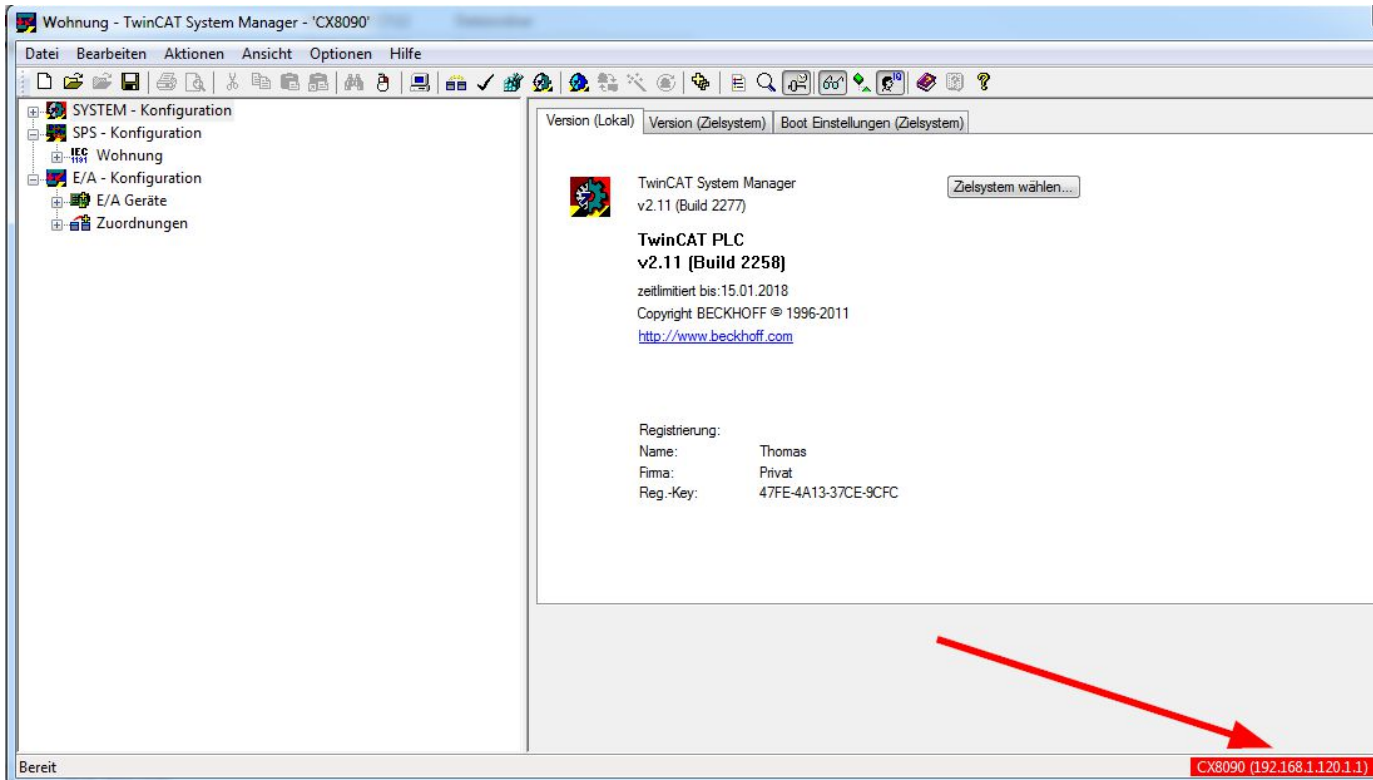 Wohnung - TwinCAT System Manager - 'CX8090'
Datei Bearbeiten Aktionen Ansicht Optionen Hilfe
SYSTEM - Konfiguration
SPS - Konfiguration
IEC 1131 Wohnung
E/A - Konfiguration
E/A Geräte
Zuordnungen
Version (Lokal) Version (Zielsystem) Boot Einstellungen (Zielsystem)
TwinCAT System Manager
v2.11 (Build 2277)
Zielsystem wählen...
TwinCAT PLC
v2.11 (Build 2258)
zeitlimitiert bis:15.01.2018
Copyright BECKHOFF © 1996-2011
http://www.beckhoff.com
Registrierung:
Name: Thomas
Firma: Privat
Reg.-Key: 47FE-4A13-37CE-9CFC
Bereit
CX8090 (192.168.1.120.1.1)